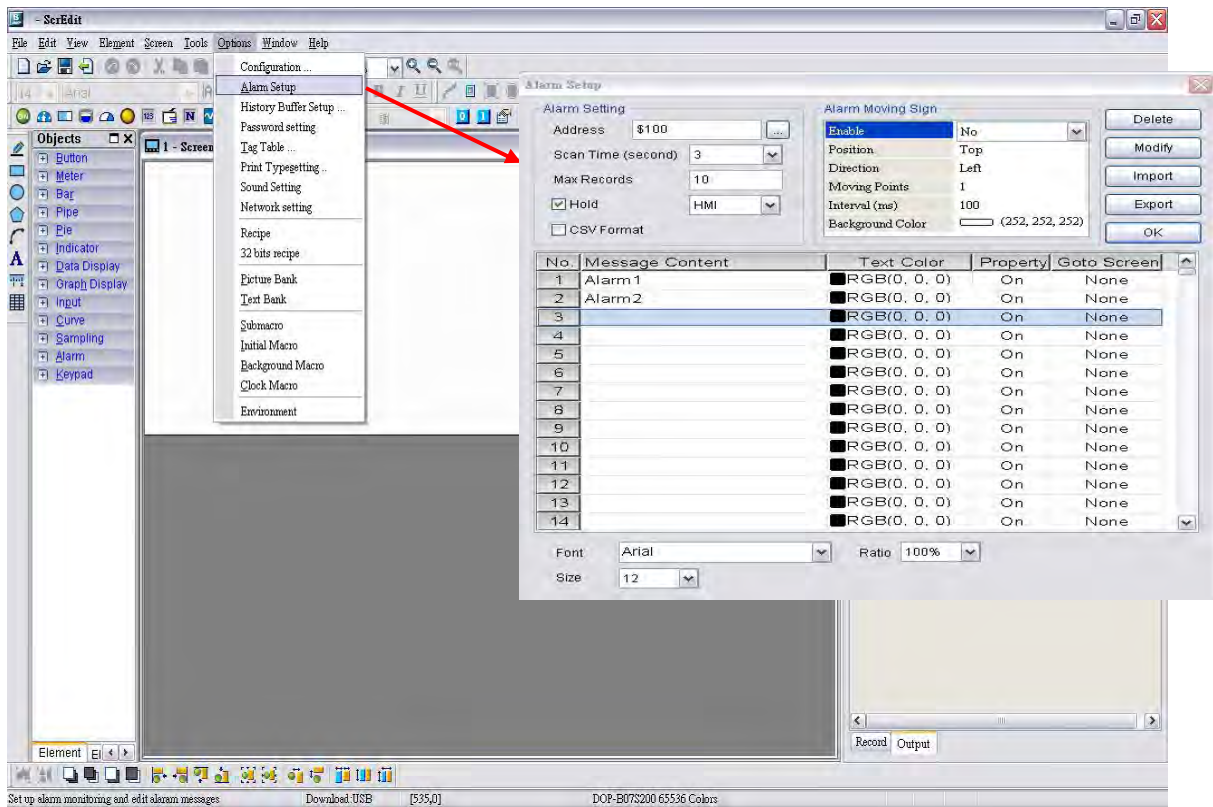 - ScrEdit
File Edit View Element Screen Tools Options Window Help
Configuration ...
Alarm Setup
History Buffer Setup ...
Password setting
Tag Table ...
Print Typesetting ..
Sound Setting
Network setting
Recipe
32 bits recipe
Picture Bank
Text Bank
Submacro
Initial Macro
Background Macro
Clock Macro
Environment
14 Arial
Objects
Button
Meter
Bar
Pipe
Pie
Indicator
Data Display
Graph Display
Input
Curve
Sampling
Alarm
Keypad
1 - Screen
Alarm Setup
Alarm Setting
Address $100 ...
Scan Time (second) 3
Max Records 10
Hold HMI
CSV Format
Alarm Moving Sign
Enable No
Position Top
Direction Left
Moving Points 1
Interval (ms) 100
Background Color (252, 252, 252)
Delete
Modify
Import
Export
OK
No. Message Content Text Color Property Goto Screen
1 Alarm1 RGB(0, 0, 0) On None
2 Alarm2 RGB(0, 0, 0) On None
3 RGB(0, 0, 0) On None
4 RGB(0, 0, 0) On None
5 RGB(0, 0, 0) On None
6 RGB(0, 0, 0) On None
7 RGB(0, 0, 0) On None
8 RGB(0, 0, 0) On None
9 RGB(0, 0, 0) On None
10 RGB(0, 0, 0) On None
11 RGB(0, 0, 0) On None
12 RGB(0, 0, 0) On None
13 RGB(0, 0, 0) On None
14 RGB(0, 0, 0) On None
Font Arial Ratio 100%
Size 12
Record Output
Element El
Set up alarm monitoring and edit alaram messages Download:USB [535,0] DOP-B07S200 65536 Colors